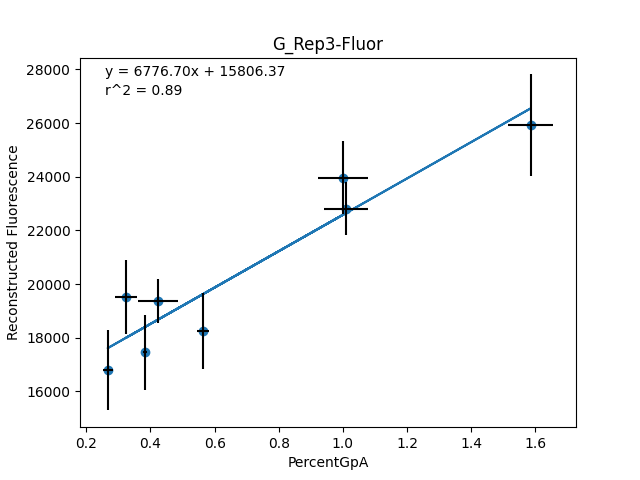 G_Rep3-Fluor
y = 6776.70x + 15806.37
r^2 = 0.89
28000
26000
24000
22000
20000
18000
16000
Reconstructed Fluorescence
0.2 0.4 0.6 0.8 1.0 1.2 1.4 1.6
PercentGpA